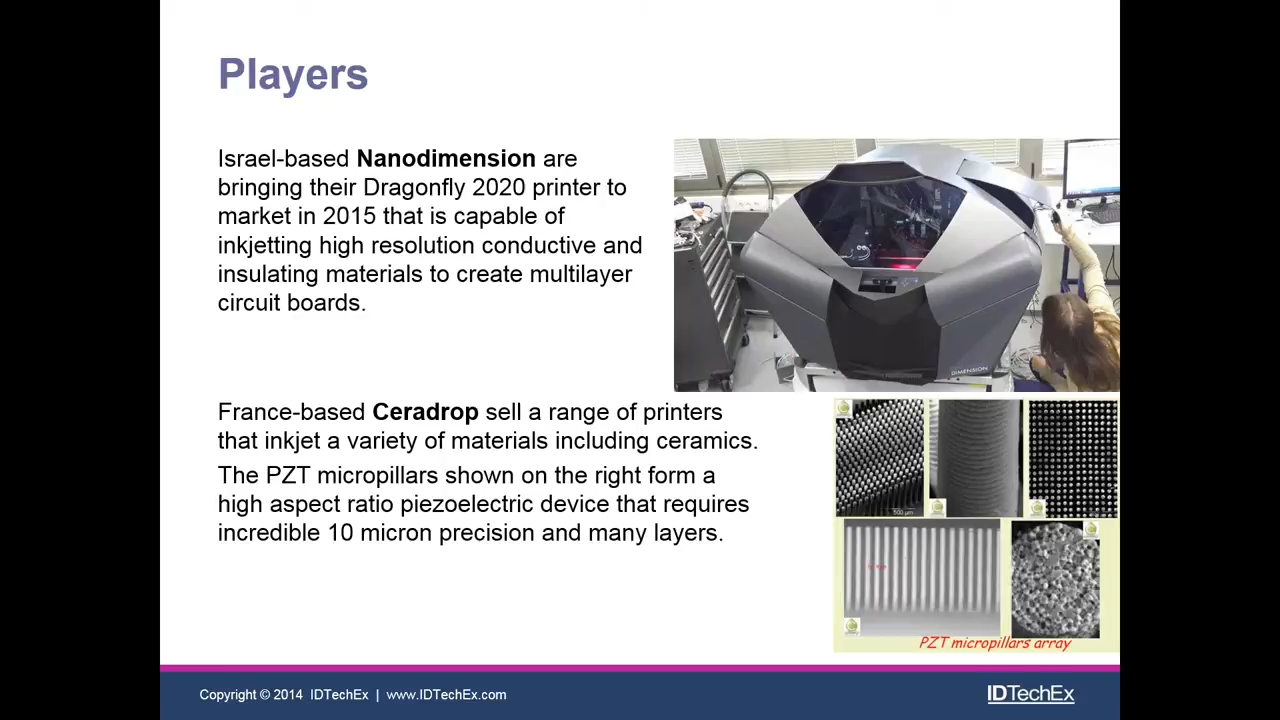 Players
Israel-based Nanodimension are
bringing their Dragonfly 2020 printer to
market in 2015 that is capable of
inkjetting high resolution conductive and
insulating materials to create multilayer
circuit boards.
DIMENSION
France-based Ceradrop sell a range of printers
that inkjet a variety of materials including ceramics.
The PZT micropillars shown on the right form a
high aspect ratio piezoelectric device that requires
incredible 10 micron precision and many layers.
500 µm
PZT micropillars array
Copyright © 2014 IDTechEx | www.IDTechEx.com
IDTechEx